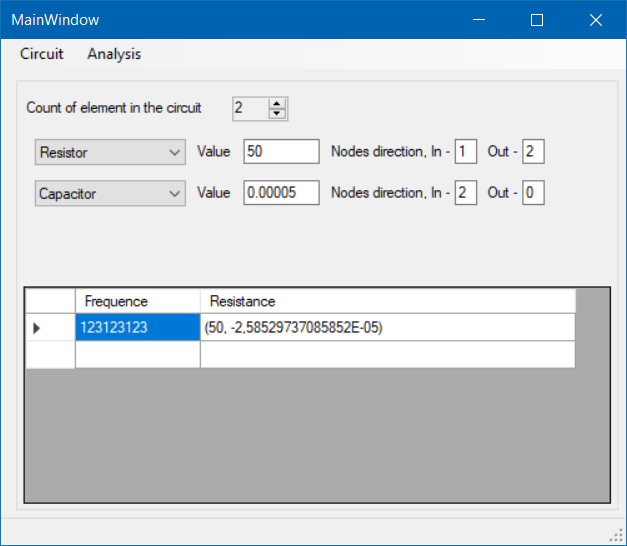 MainWindow
Circuit Analysis
Count of element in the circuit 2
Resistor Value 50 Nodes direction, In - 1 Out - 2
Capacitor Value 0.00005 Nodes direction, In - 2 Out - 0
Frequence Resistance
123123123 (50, -2,58529737085852E-05)